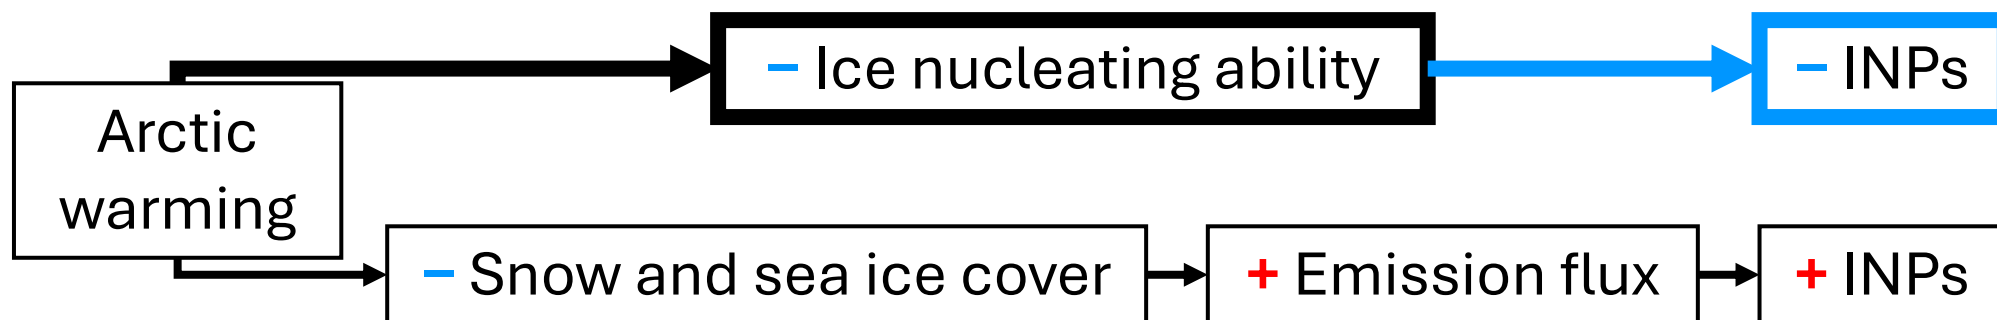 − Ice nucleating ability
− INPs
Arctic
warming
− Snow and sea ice cover
+ Emission flux
+ INPs